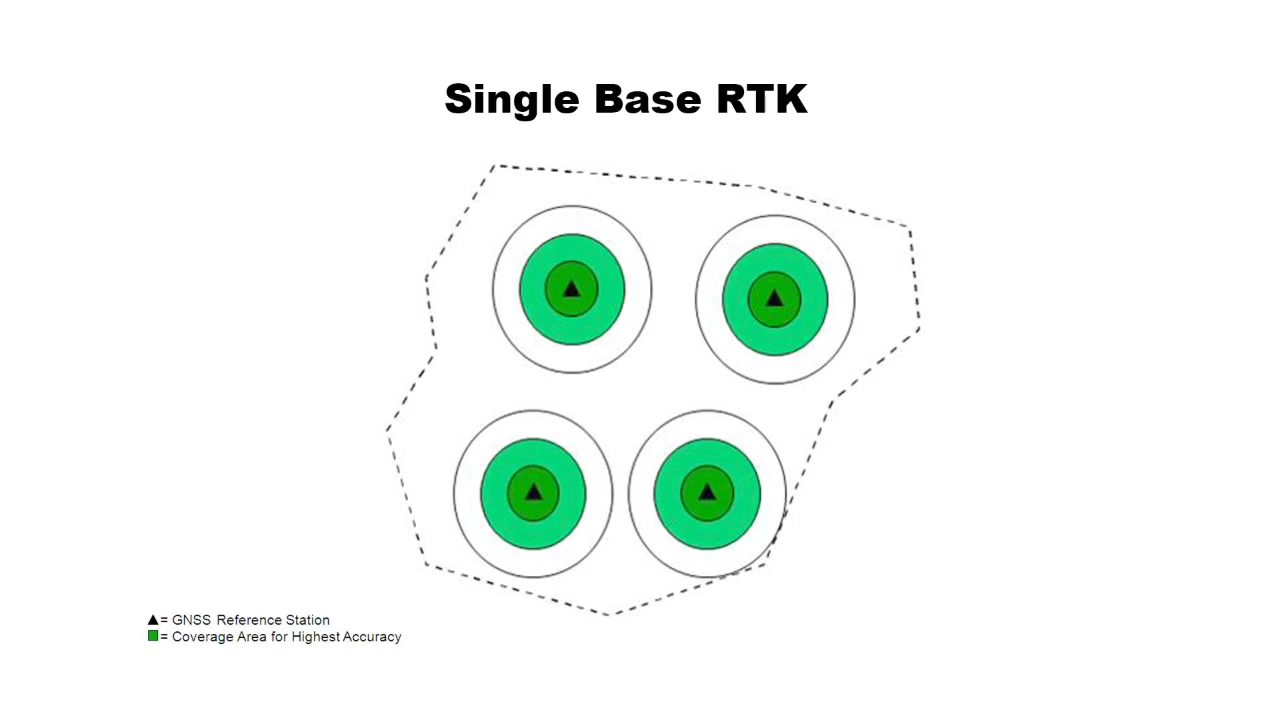 Single Base RTK
▲= GNSS Reference Station
= Coverage Area for Highest Accuracy